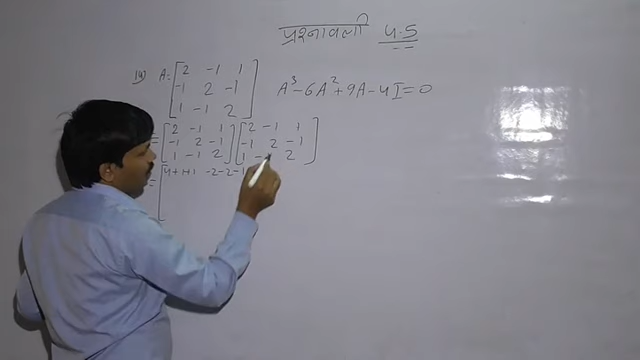 प्रश्नावली 4.5
A= [2 -1 1
-1 2 -1
1 -1 2] A³-6A²+9A-4I=0
= [2 -1 1 [2 -1 1
-1 2 -1 -1 2 -1
1 -1 2] 1 2]
= [4+1+1 -2-2-1